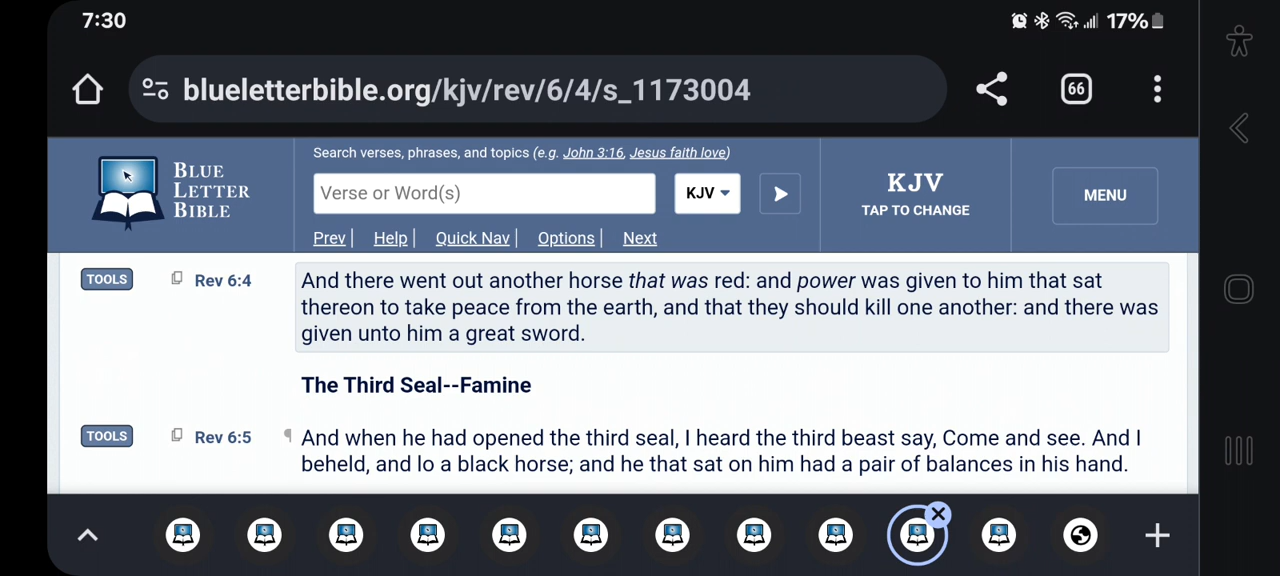 7:30
17%
blueletterbible.org/kjv/rev/6/4/s_1173004
66
BLUE
LETTER
BIBLE
Search verses, phrases, and topics (e.g. John 3:16, Jesus faith love)
Verse or Word(s)
KJV
Prev| Help| Quick Nav| Options| Next
KJV
TAP TO CHANGE
MENU
TOOLS
Rev 6:4
And there went out another horse that was red: and power was given to him that sat
thereon to take peace from the earth, and that they should kill one another: and there was
given unto him a great sword.
The Third Seal--Famine
TOOLS
Rev 6:5
¶ And when he had opened the third seal, I heard the third beast say, Come and see. And I
beheld, and lo a black horse; and he that sat on him had a pair of balances in his hand.